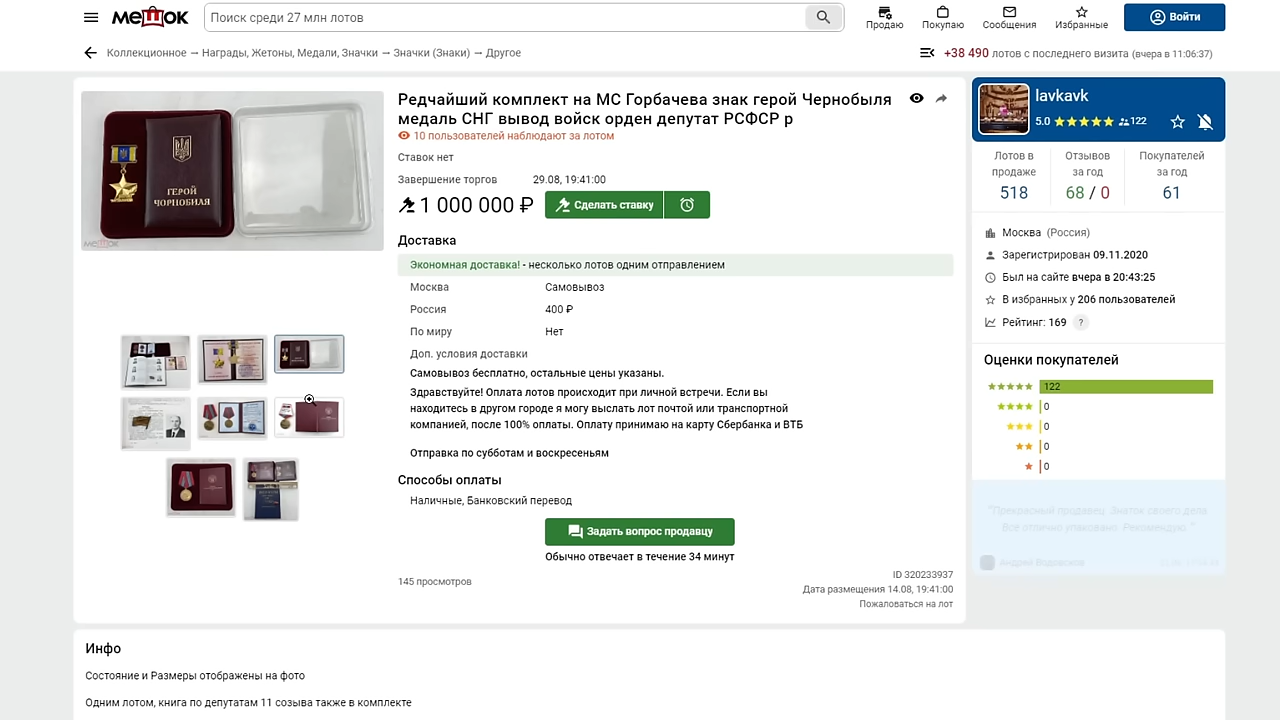 МЕШОК
Поиск среди 27 млн лотов
Продаю
Покупаю
Сообщения
Избранные
Войти
Коллекционное → Награды, Жетоны, Медали, Значки → Значки (Знаки) → Другое
+38 490 лотов с последнего визита (вчера в 11:06:37)
ГЕРОЙ
ЧОРНОБИЛЯ
МЕШОК
Редчайший комплект на МС Горбачева знак герой Чернобыля
медаль СНГ вывод войск орден депутат РСФСР р
10 пользователей наблюдают за лотом
Ставок нет
Завершение торгов 29.08, 19:41:00
1 000 000 ₽ Сделать ставку
Доставка
Экономная доставка! - несколько лотов одним отправлением
Москва Самовывоз
Россия 400 ₽
По миру Нет
Доп. условия доставки
Самовывоз бесплатно, остальные цены указаны.
Здравствуйте! Оплата лотов происходит при личной встрече. Если вы
находитесь в другом городе я могу выслать лот почтой или транспортной
компанией, после 100% оплаты. Оплату принимаю на карту Сбербанка и ВТБ
Отправка по субботам и воскресеньям
Способы оплаты
Наличные, Банковский перевод
Задать вопрос продавцу
Обычно отвечает в течение 34 минут
145 просмотров
ID 320233937
Дата размещения 14.08, 19:41:00
Пожаловаться на лот
lavkavk
5.0 122
Лотов в продаже 518
Отзывов за год 68 / 0
Покупателей за год 61
Москва (Россия)
Зарегистрирован 09.11.2020
Был на сайте вчера в 20:43:25
В избранных у 206 пользователей
Рейтинг: 169 ?
Оценки покупателей
122
0
0
0
0
"Прекрасный продавец. Знаток своего дела.
Все отлично упаковано. Рекомендую."
Инфо
Состояние и Размеры отображены на фото
Одним лотом, книга по депутатам 11 созыва также в комплекте